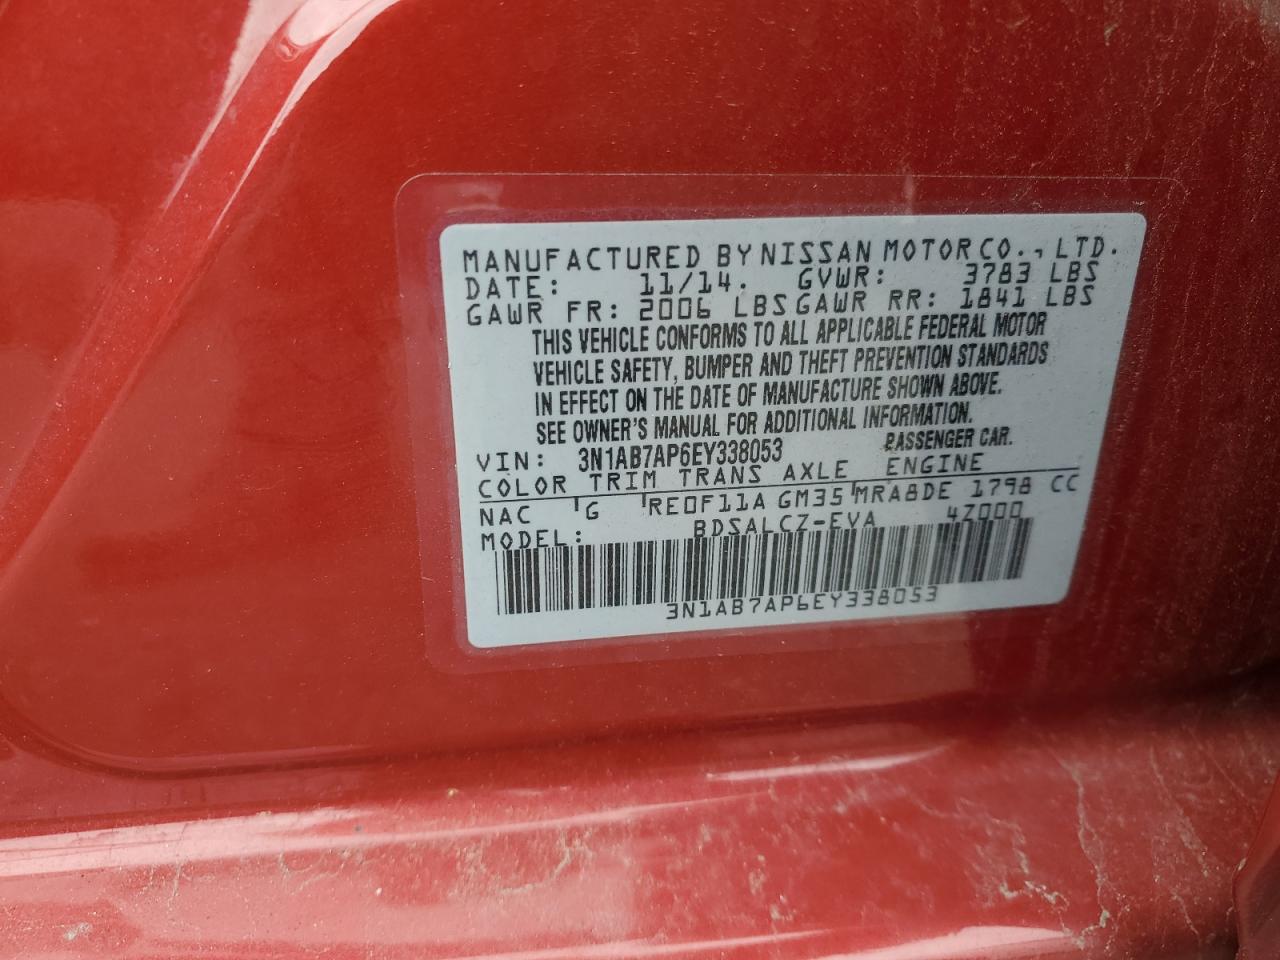 MANUFACTURED BY NISSAN MOTOR CO., LTD.
DATE: 11/14. GVWR: 3783 LBS
GAWR FR: 2006 LBS GAWR RR: 1841 LBS
THIS VEHICLE CONFORMS TO ALL APPLICABLE FEDERAL MOTOR
VEHICLE SAFETY, BUMPER AND THEFT PREVENTION STANDARDS
IN EFFECT ON THE DATE OF MANUFACTURE SHOWN ABOVE.
SEE OWNER'S MANUAL FOR ADDITIONAL INFORMATION.
VIN: 3N1AB7AP6EY338053 PASSENGER CAR.
COLOR TRIM TRANS AXLE ENGINE
NAC G RE0F11A GM35 MRA8DE 1798 CC
MODEL: BDSALCZ-EVA 4Z000
3N1AB7AP6EY338053